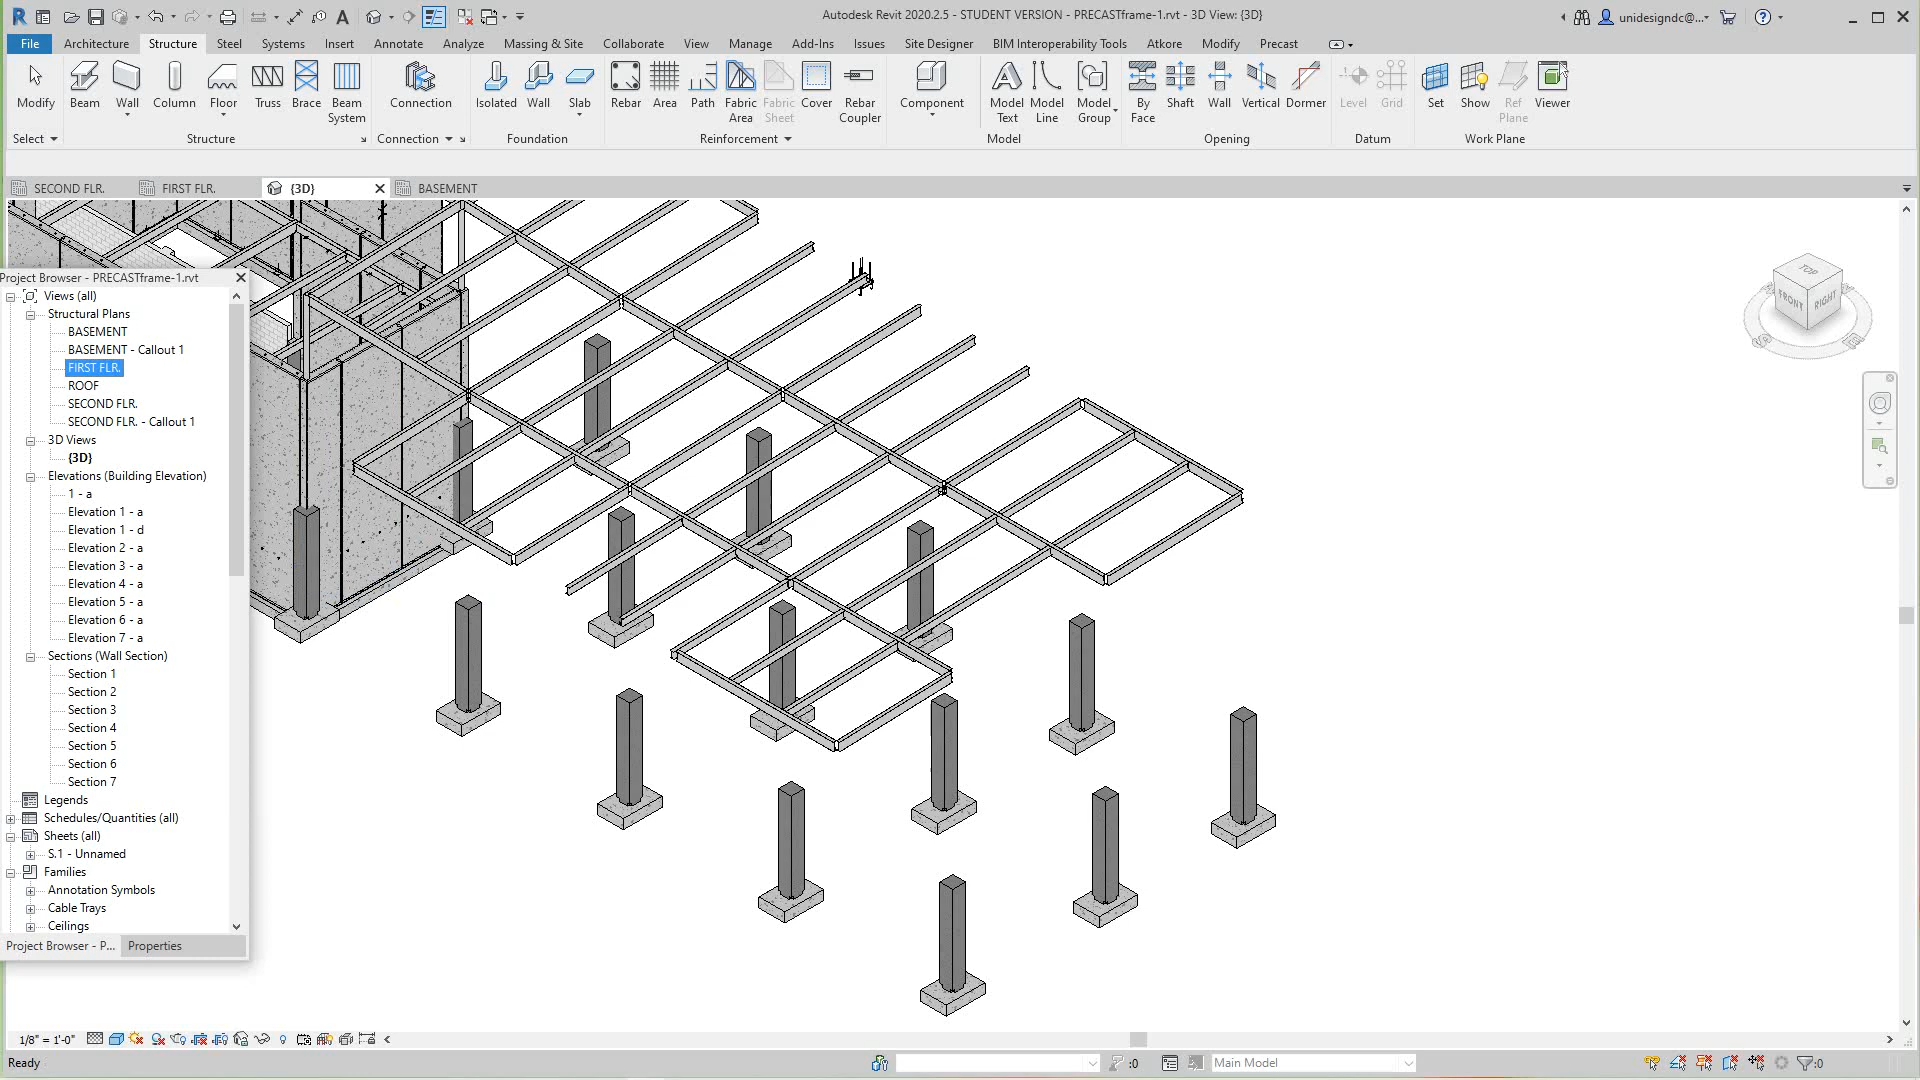 Autodesk Revit 2020.2.5 - STUDENT VERSION - PRECASTframe-1.rvt - 3D View: {3D}
unidesigndc@...
File Architecture Structure Steel Systems Insert Annotate Analyze Massing & Site Collaborate View Manage Add-Ins Issues Site Designer BIM Interoperability Tools Atkore Modify Precast
Modify Beam Wall Column Floor Truss Brace Beam System Connection Isolated Wall Slab Rebar Area Path Fabric Area Fabric Sheet Cover Rebar Coupler Component Model Text Model Line Model Group By Face Shaft Wall Vertical Dormer Level Grid Set Show Ref Plane Viewer
Select Structure Connection Foundation Reinforcement Model Opening Datum Work Plane
SECOND FLR. FIRST FLR. {3D} BASEMENT
TOP
FRONT RIGHT
Project Browser - PRECASTframe-1.rvt
Views (all)
Structural Plans
BASEMENT
BASEMENT - Callout 1
FIRST FLR.
ROOF
SECOND FLR.
SECOND FLR. - Callout 1
3D Views
{3D}
Elevations (Building Elevation)
1 - a
Elevation 1 - a
Elevation 1 - d
Elevation 2 - a
Elevation 3 - a
Elevation 4 - a
Elevation 5 - a
Elevation 6 - a
Elevation 7 - a
Sections (Wall Section)
Section 1
Section 2
Section 3
Section 4
Section 5
Section 6
Section 7
Legends
Schedules/Quantities (all)
Sheets (all)
S.1 - Unnamed
Families
Annotation Symbols
Cable Trays
Ceilings
Project Browser - P... Properties
1/8" = 1'-0"
Ready
:0
Main Model
:0